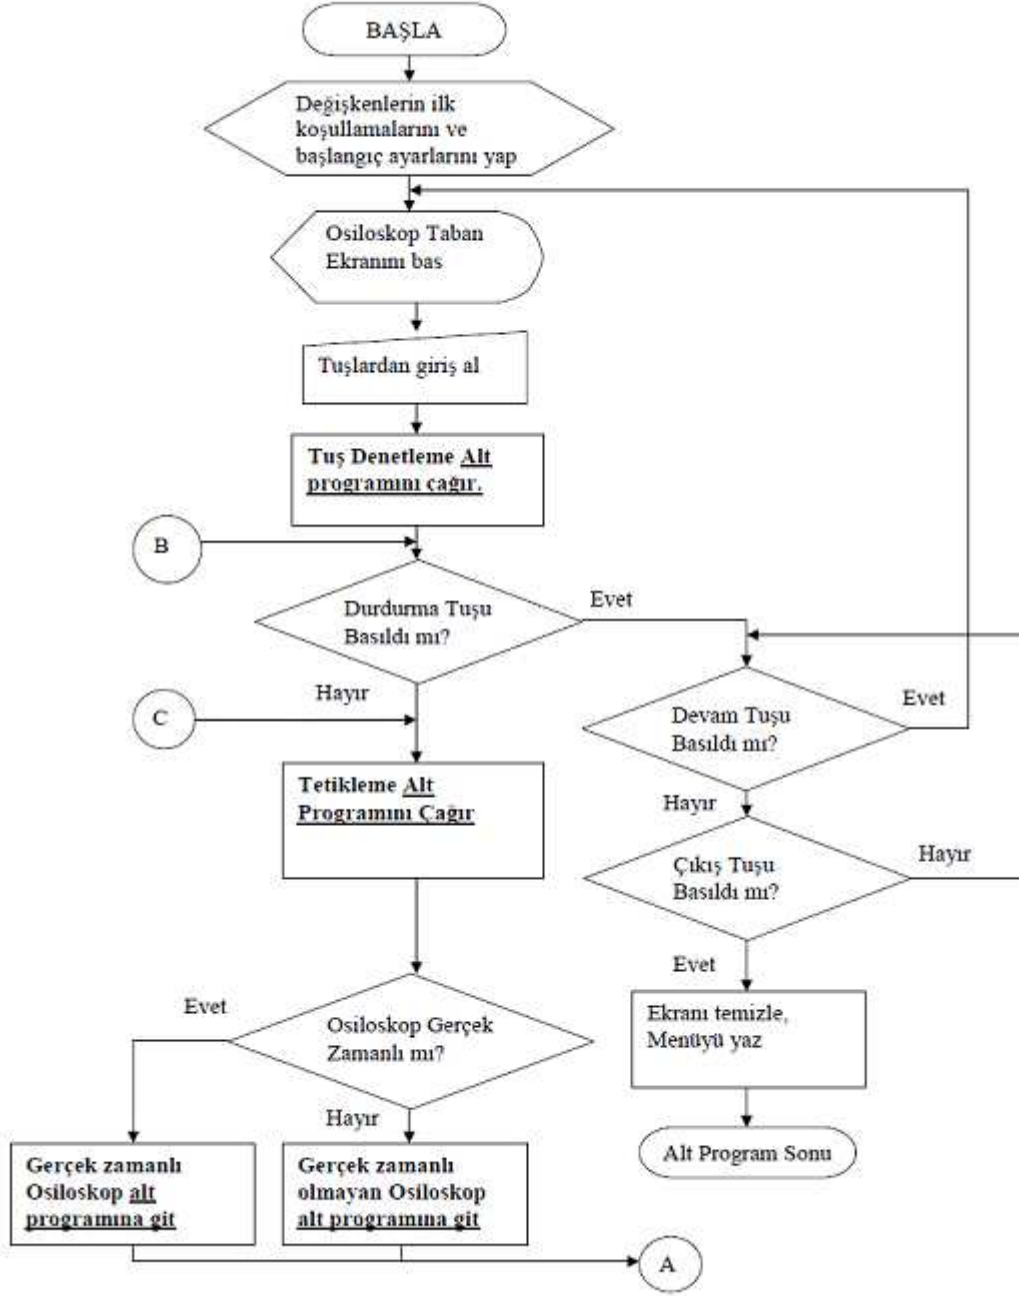 BAŞLA
Değişkenlerin ilk
koşullamalarını ve
başlangıç ayarlarını yap
Osiloskop Taban
Ekranını bas
Tuşlardan giriş al
Tuş Denetleme Alt
programını cağır.
B
Durdurma Tuşu
Basıldı mı?
Evet
Hayır
C
Devam Tuşu
Basıldı mı?
Evet
Hayır
Tetikleme Alt
Programını Çağır
Çıkış Tuşu
Basıldı mı?
Hayır
Evet
Ekranı temizle,
Menüyü yaz
Alt Program Sonu
Osiloskop Gerçek
Zamanlı mı?
Evet
Hayır
Gerçek zamanlı
Osiloskop alt
programına git
Gerçek zamanlı
olmayan Osiloskop
alt programına git
A